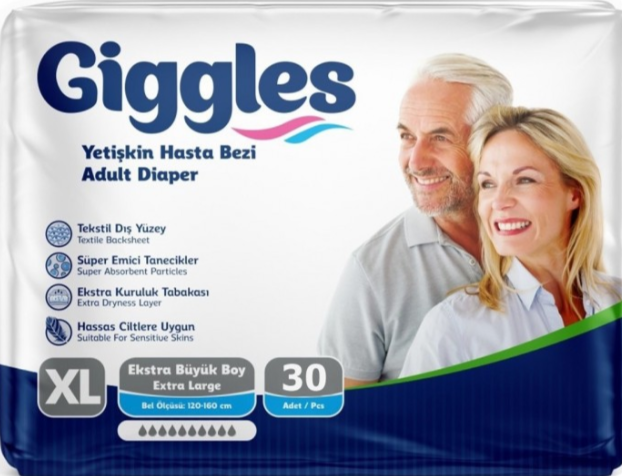 Giggles
Yetişkin Hasta Bezi
Adult Diaper
Tekstil Dış Yüzey
Textile Backsheet
Süper Emici Tanecikler
Super Absorbent Particles
Ekstra Kuruluk Tabakası
Extra Dryness Layer
Hassas Ciltlere Uygun
Suitable For Sensitive Skins
XL
Ekstra Büyük Boy
Extra Large
Bel Ölçüsü: 120-160 cm
30
Adet / Pcs